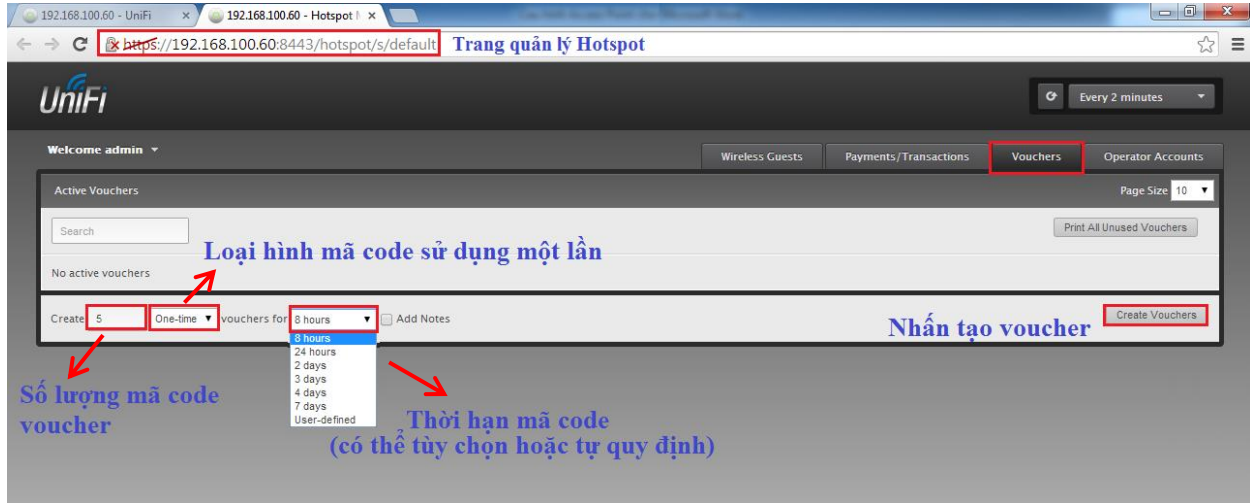 192.168.100.60 - UniFi
192.168.100.60 - Hotspot
https://192.168.100.60:8443/hotspot/s/default
Trang quản lý Hotspot
UniFi
Every 2 minutes
Welcome admin
Wireless Guests
Payments/Transactions
Vouchers
Operator Accounts
Active Vouchers
Page Size 10
Search
Print All Unused Vouchers
Loại hình mã code sử dụng một lần
No active vouchers
Create 5 One-time vouchers for 8 hours Add Notes
Create Vouchers
Nhấn tạo voucher
8 hours
24 hours
2 days
3 days
4 days
7 days
User-defined
Số lượng mã code
voucher
Thời hạn mã code
(có thể tùy chọn hoặc tự quy định)